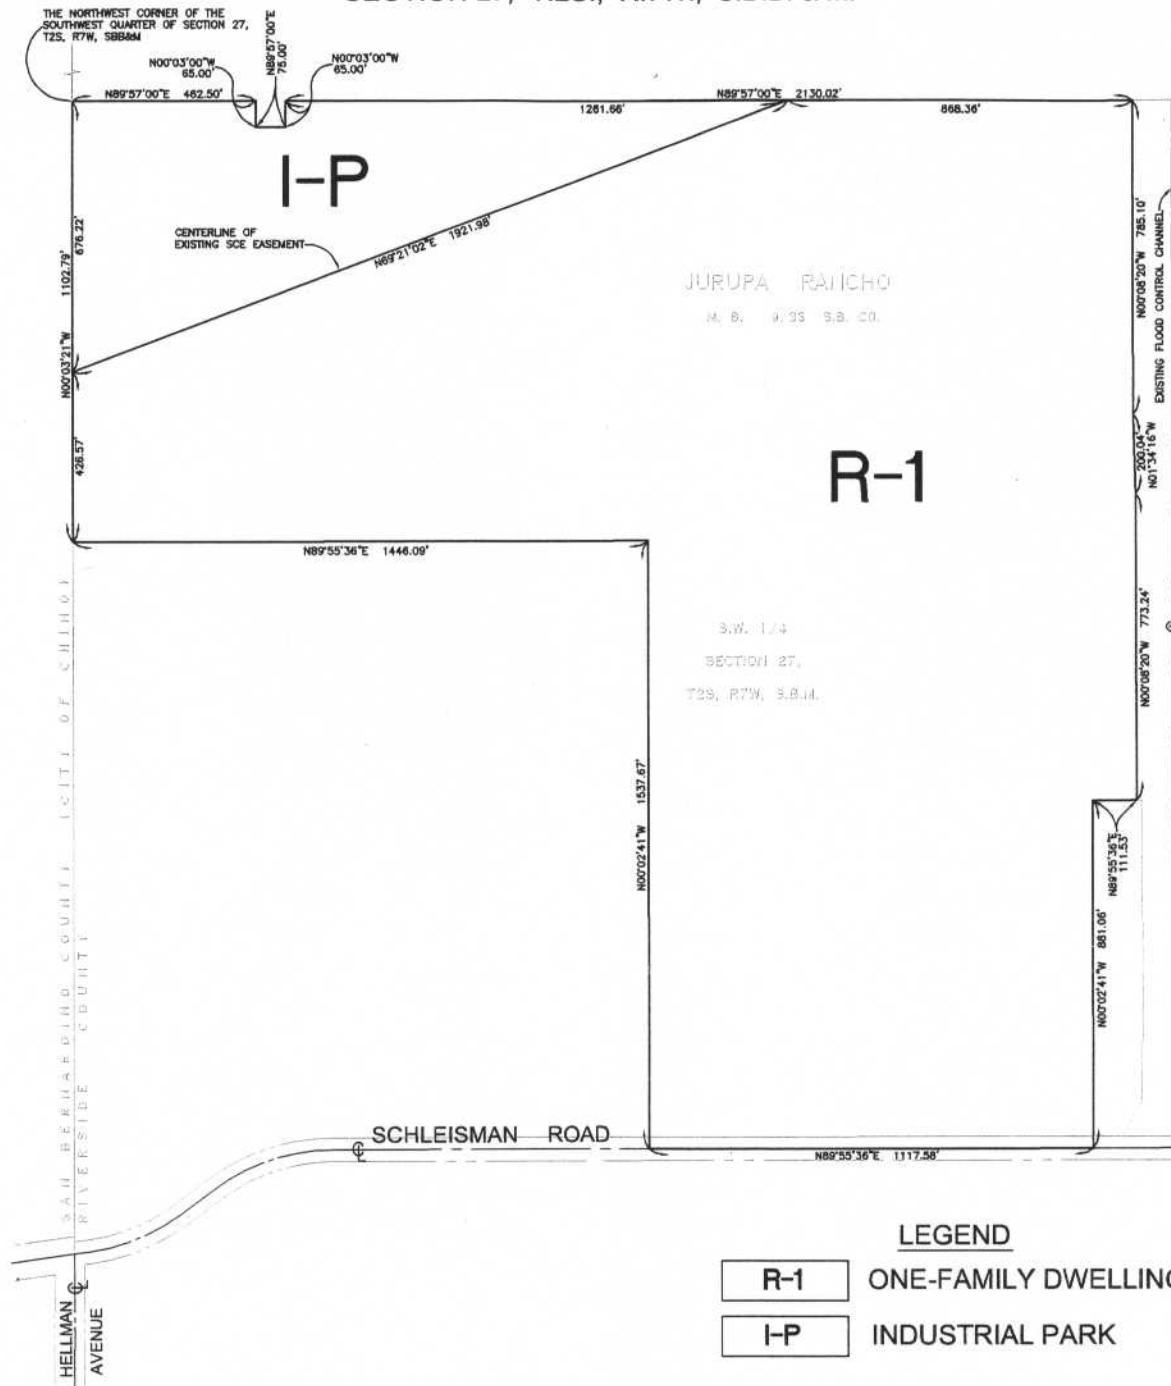 THE NORTHWEST CORNER OF THE
SOUTHWEST QUARTER OF SECTION 27,
T2S, R7W, SBB&M
N00°03'00"W
65.00'
N89°57'00"E
75.00'
N00°03'00"W
65.00'
N89°57'00"E 462.50'
N89°57'00"E 2130.02'
1261.66'
868.36'
I-P
CENTERLINE OF
EXISTING SCE EASEMENT
N69°21'02"E 1921.98'
676.22'
N00°03'21"W 1102.79'
426.57'
JURUPA RANCHO
M. B. 9/33 S.B. CO.
N00°08'20"W 785.10'
EXISTING FLOOD CONTROL CHANNEL
200.04'
N01°34'16"W
R-1
N89°55'36"E 1446.09'
N00°08'20"W 773.24'
S.W. 1/4
SECTION 27,
T2S, R7W, S.B.M.
N00°02'41"W 1537.67'
N89°55'36"E
111.53'
N00°02'41"W 881.06'
SAN BERNARDINO COUNTY (CITY OF CHINO)
RIVERSIDE COUNTY
SCHLEISMAN ROAD
N89°55'36"E 1117.58'
HELLMAN
AVENUE
LEGEND
R-1 ONE-FAMILY DWELLING
I-P INDUSTRIAL PARK